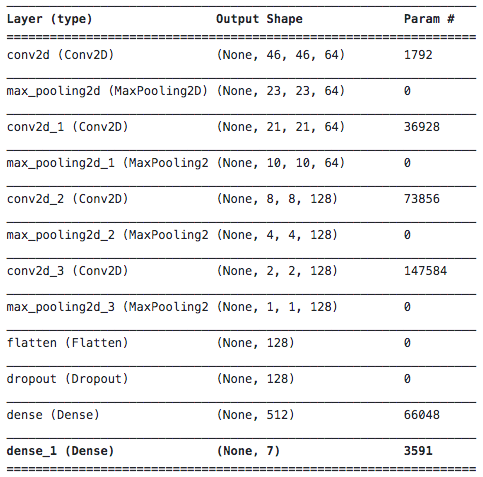 Layer (type) Output Shape Param #
conv2d (Conv2D) (None, 46, 46, 64) 1792
max_pooling2d (MaxPooling2D) (None, 23, 23, 64) 0
conv2d_1 (Conv2D) (None, 21, 21, 64) 36928
max_pooling2d_1 (MaxPooling2 (None, 10, 10, 64) 0
conv2d_2 (Conv2D) (None, 8, 8, 128) 73856
max_pooling2d_2 (MaxPooling2 (None, 4, 4, 128) 0
conv2d_3 (Conv2D) (None, 2, 2, 128) 147584
max_pooling2d_3 (MaxPooling2 (None, 1, 1, 128) 0
flatten (Flatten) (None, 128) 0
dropout (Dropout) (None, 128) 0
dense (Dense) (None, 512) 66048
dense_1 (Dense) (None, 7) 3591